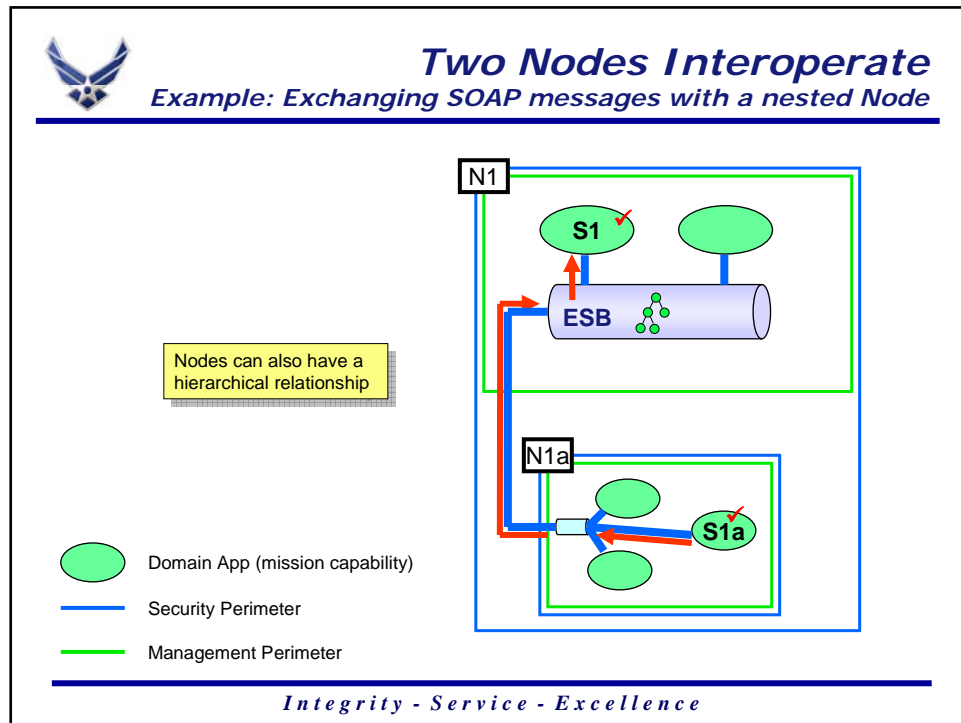 Two Nodes Interoperate
Example: Exchanging SOAP messages with a nested Node
N1
S1
ESB
Nodes can also have a
hierarchical relationship
N1a
S1a
Domain App (mission capability)
Security Perimeter
Management Perimeter
Integrity - Service - Excellence